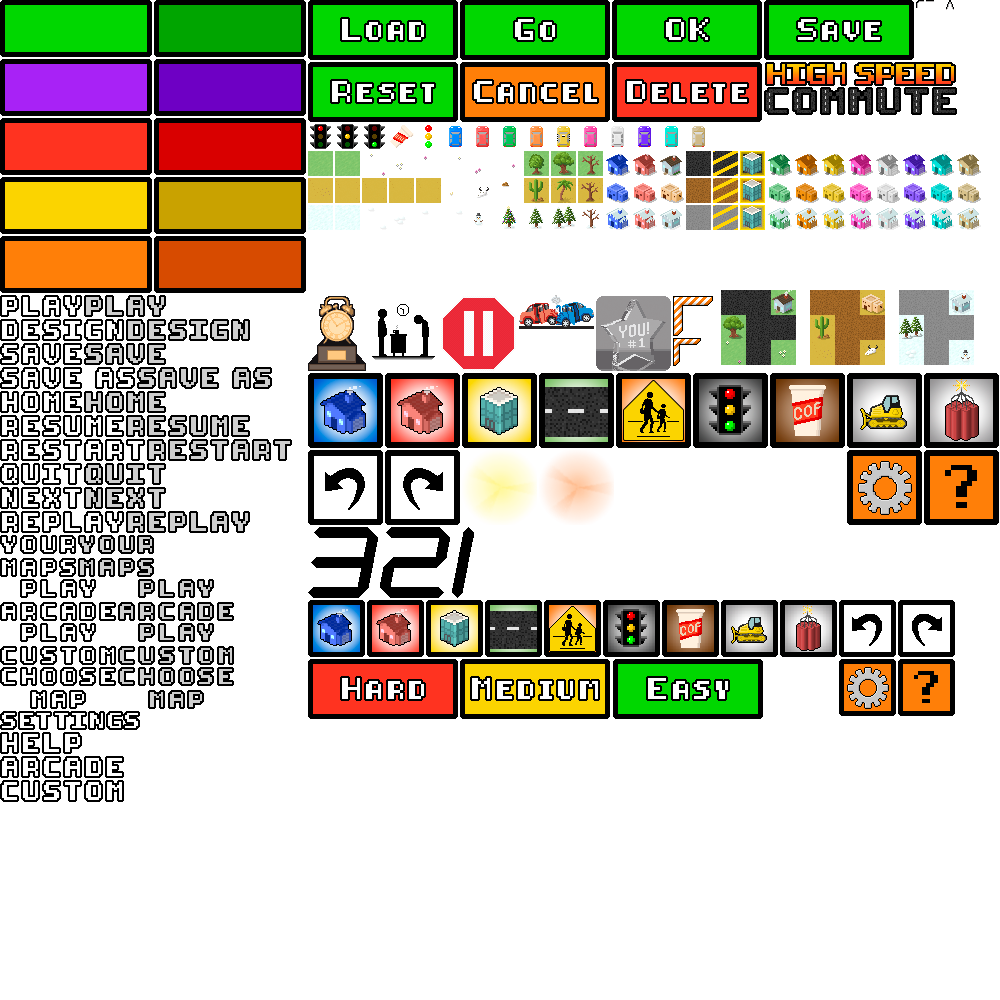 LOAD
GO
OK
SAVE
RESET
CANCEL
DELETE
HIGH SPEED
COMMUTE
PLAYPLAY
DESIGNDESIGN
SAVESAVE
SAVE ASSAVE AS
HOMEHOME
RESUMERESUME
RESTARTRESTART
QUITQUIT
NEXTNEXT
REPLAYREPLAY
YOURYOUR
MAPSMAPS
PLAY PLAY
ARCADEARCADE
PLAY PLAY
CUSTOMCUSTOM
CHOOSECHOOSE
MAP MAP
SETTINGS
HELP
ARCADE
CUSTOM
YOU!
#1
F
COF
?
321
COF
HARD
MEDIUM
EASY
?